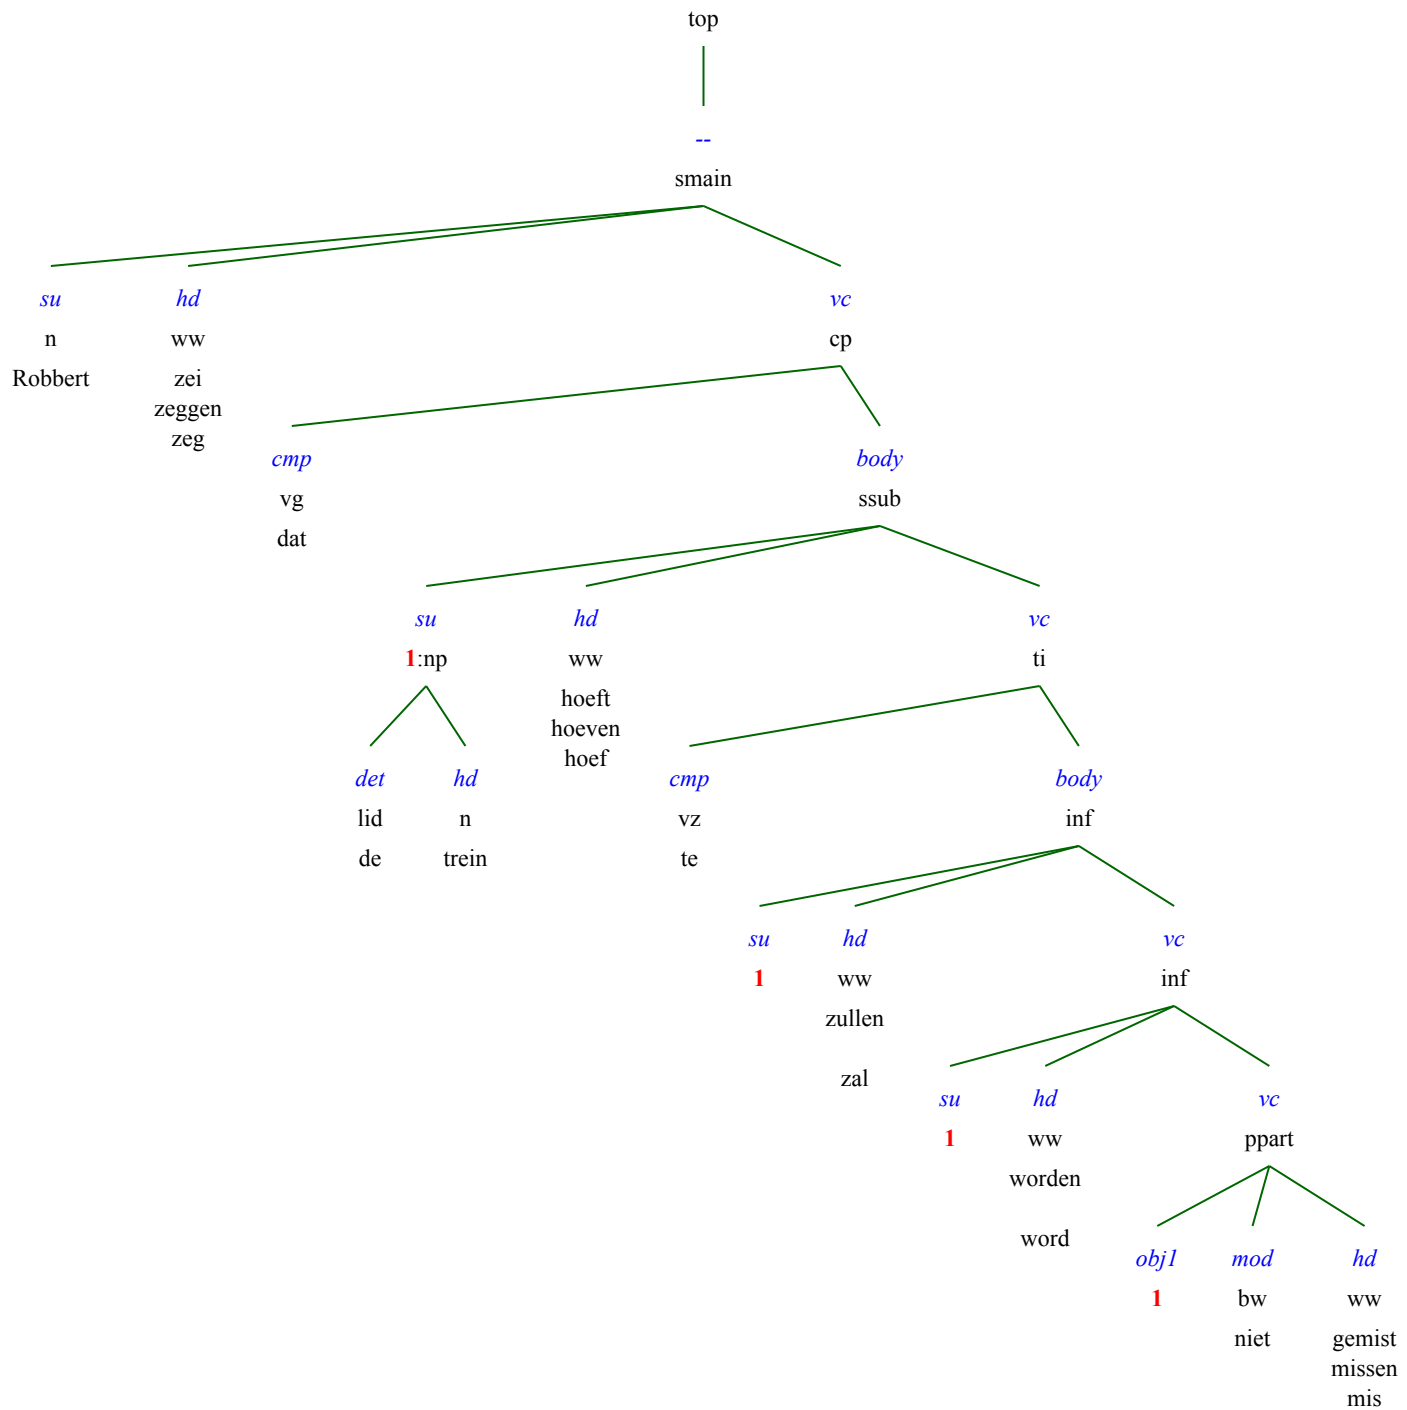 top
--
smain
su hd vc
n ww cp
Robbert zei
zeggen
zeg
cmp body
vg ssub
dat
su hd vc
1:np ww ti
hoeft
hoeven
hoef
det hd cmp body
lid n vz inf
de trein te
su hd vc
1 ww inf
zullen
zal
su hd vc
1 ww ppart
worden
word
obj1 mod hd
1 bw ww
niet gemist
missen
mis